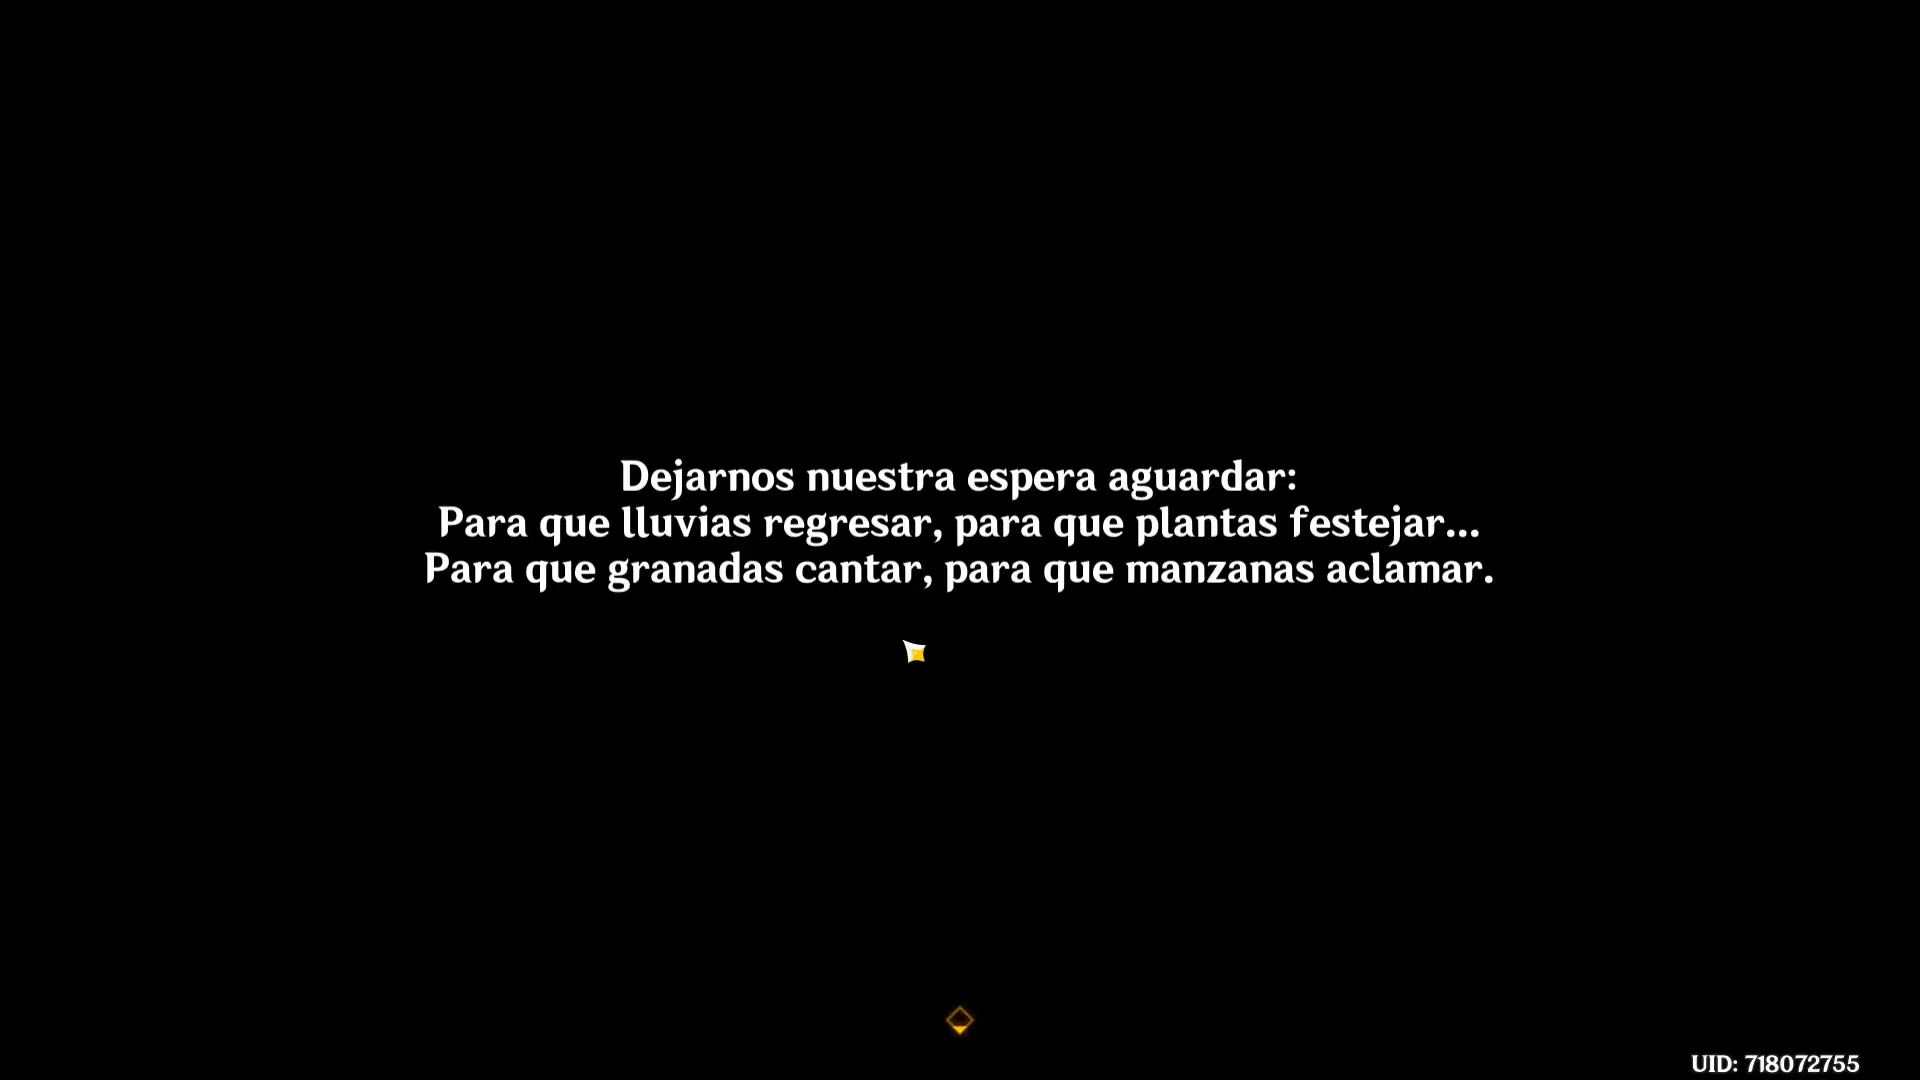 Dejarnos nuestra espera aguardar:
Para que lluvias regresar, para que plantas festejar...
Para que granadas cantar, para que manzanas aclamar.
UID: 718072755